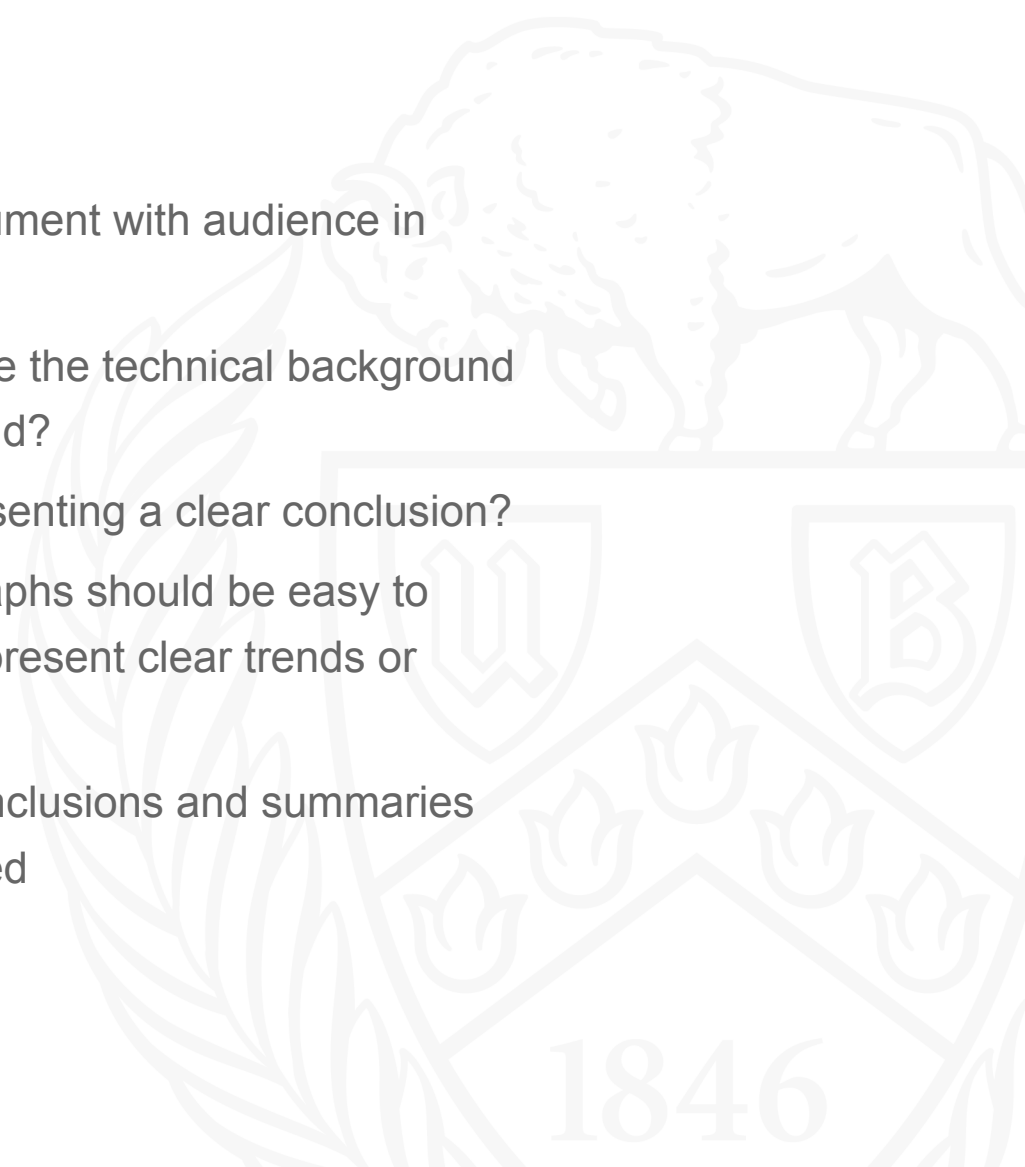 ument with audience in
e the technical background
d?
senting a clear conclusion?
aphs should be easy to
present clear trends or
nclusions and summaries
ed
U B
1846